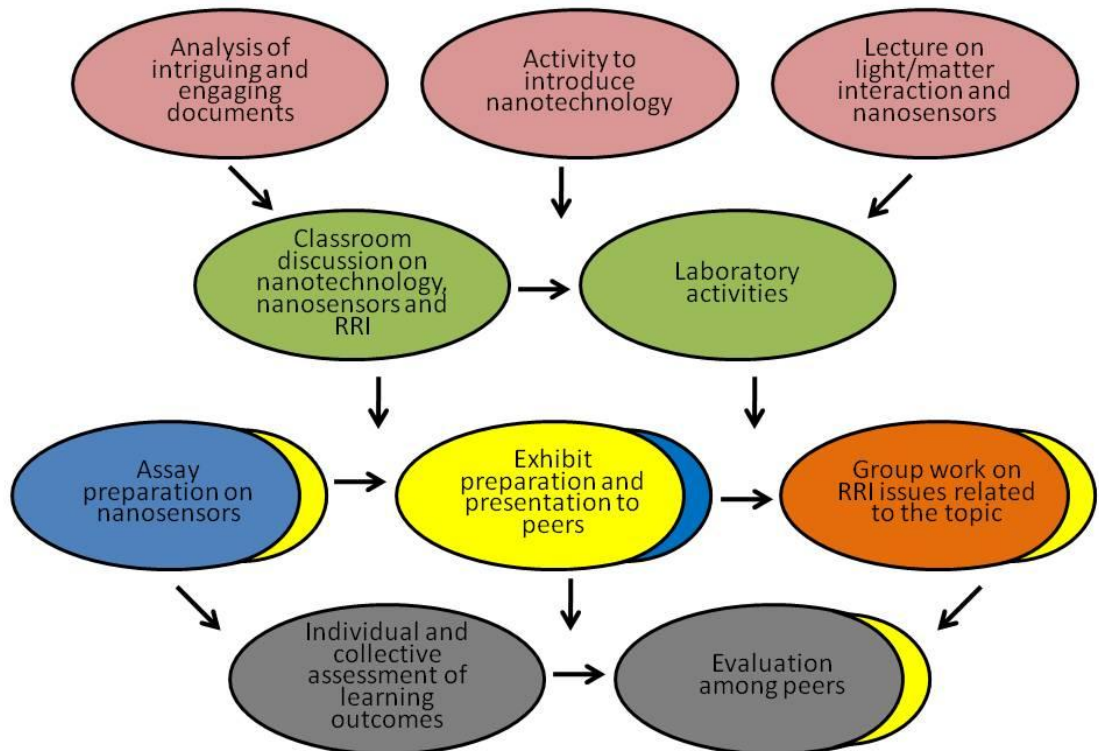 Analysis of
intriguing and
engaging
documents
Activity to
introduce
nanotechnology
Lecture on
light/matter
interaction and
nanosensors
Classroom
discussion on
nanotechnology,
nanosensors and
RRI
Laboratory
activities
Assay
preparation on
nanosensors
Exhibit
preparation and
presentation to
peers
Group work on
RRI issues related
to the topic
Individual and
collective
assessment of
learning
outcomes
Evaluation
among peers